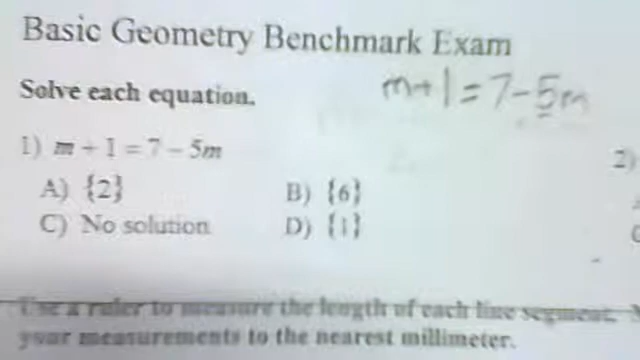 Basic Geometry Benchmark Exam
Solve each equation.
m+1=7-5m
1) m + 1 = 7 − 5m
2)
A) {2}
B) {6}
C) No solution
D) {1}
Use a ruler to measure the length of each line segment.
your measurements to the nearest millimeter.